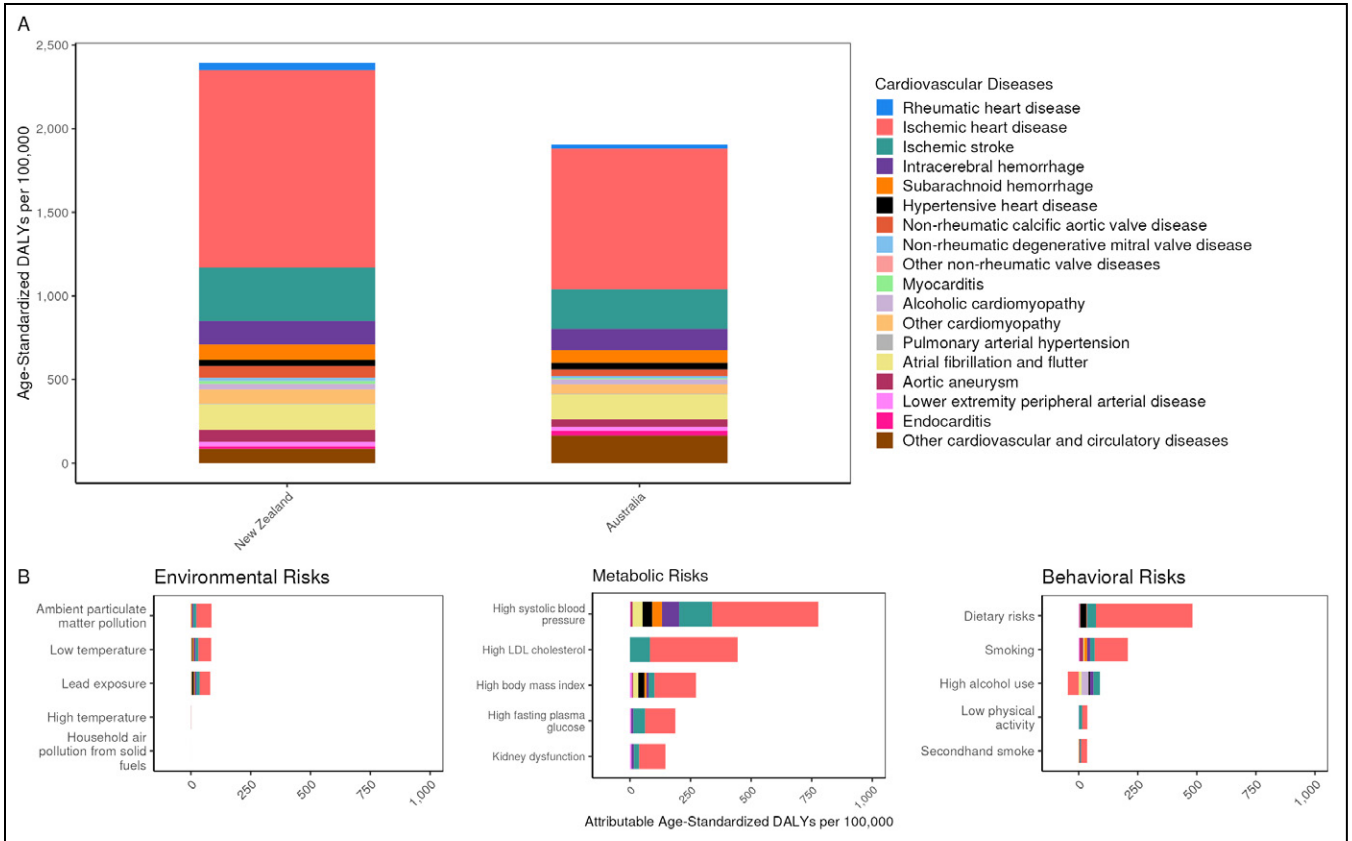 A
2,500
2,000
1,500
1,000
500
0
Age-Standardized DALYs per 100,000
New Zealand
Australia
Cardiovascular Diseases
Rheumatic heart disease
Ischemic heart disease
Ischemic stroke
Intracerebral hemorrhage
Subarachnoid hemorrhage
Hypertensive heart disease
Non-rheumatic calcific aortic valve disease
Non-rheumatic degenerative mitral valve disease
Other non-rheumatic valve diseases
Myocarditis
Alcoholic cardiomyopathy
Other cardiomyopathy
Pulmonary arterial hypertension
Atrial fibrillation and flutter
Aortic aneurysm
Lower extremity peripheral arterial disease
Endocarditis
Other cardiovascular and circulatory diseases
B
Environmental Risks
Ambient particulate
matter pollution
Low temperature
Lead exposure
High temperature
Household air
pollution from solid
fuels
0
250
500
750
1,000
Metabolic Risks
High systolic blood
pressure
High LDL cholesterol
High body mass index
High fasting plasma
glucose
Kidney dysfunction
0
250
500
750
1,000
Attributable Age-Standardized DALYs per 100,000
Behavioral Risks
Dietary risks
Smoking
High alcohol use
Low physical
activity
Secondhand smoke
0
250
500
750
1,000